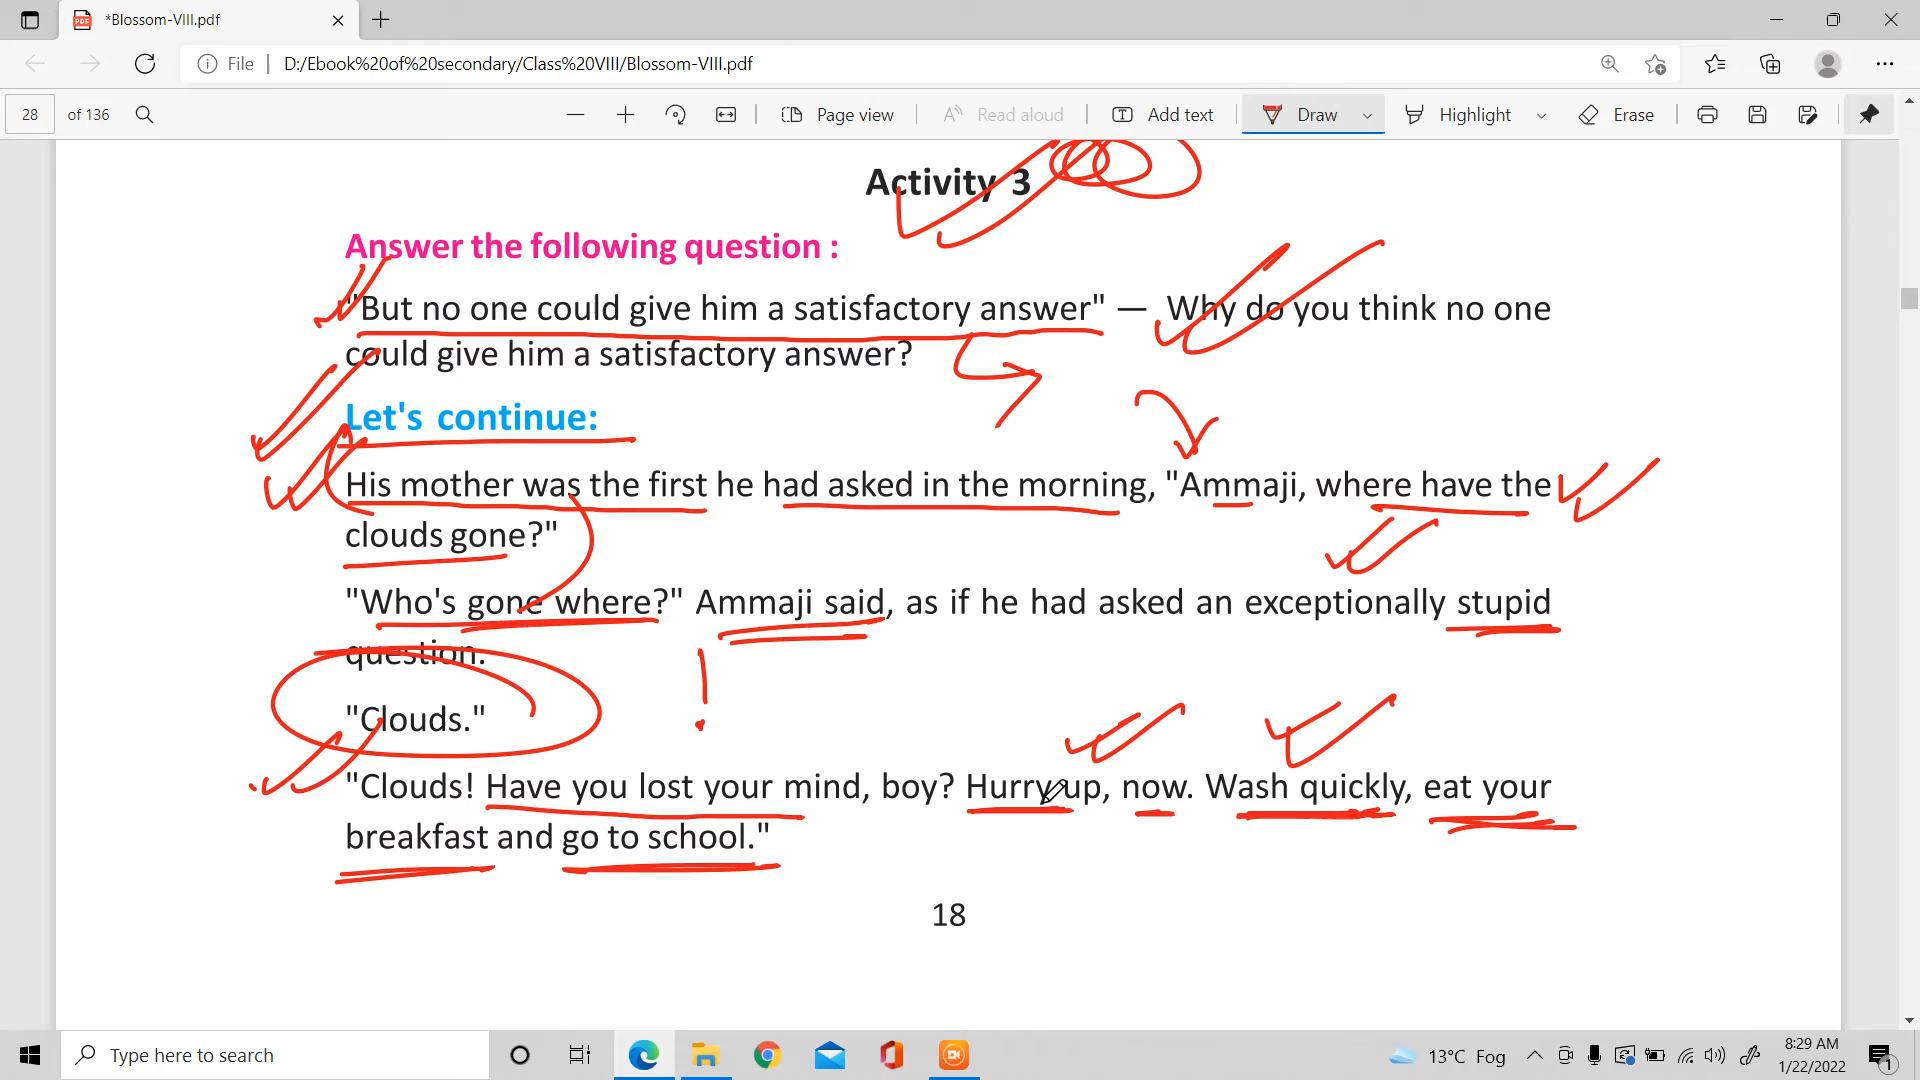 *Blossom-VIII.pdf
File
D:/Ebook%20of%20secondary/Class%20VIII/Blossom-VIII.pdf
28 of 136
Page view
Read aloud
Add text
Draw
Highlight
Erase
Activity 3
Answer the following question :
"But no one could give him a satisfactory answer" — Why do you think no one
could give him a satisfactory answer?
Let's continue:
His mother was the first he had asked in the morning, "Ammaji, where have the
clouds gone?"
"Who's gone where?" Ammaji said, as if he had asked an exceptionally stupid
question.
"Clouds."
"Clouds! Have you lost your mind, boy? Hurry up, now. Wash quickly, eat your
breakfast and go to school."
18
Type here to search
13°C Fog
8:29 AM
1/22/2022
1